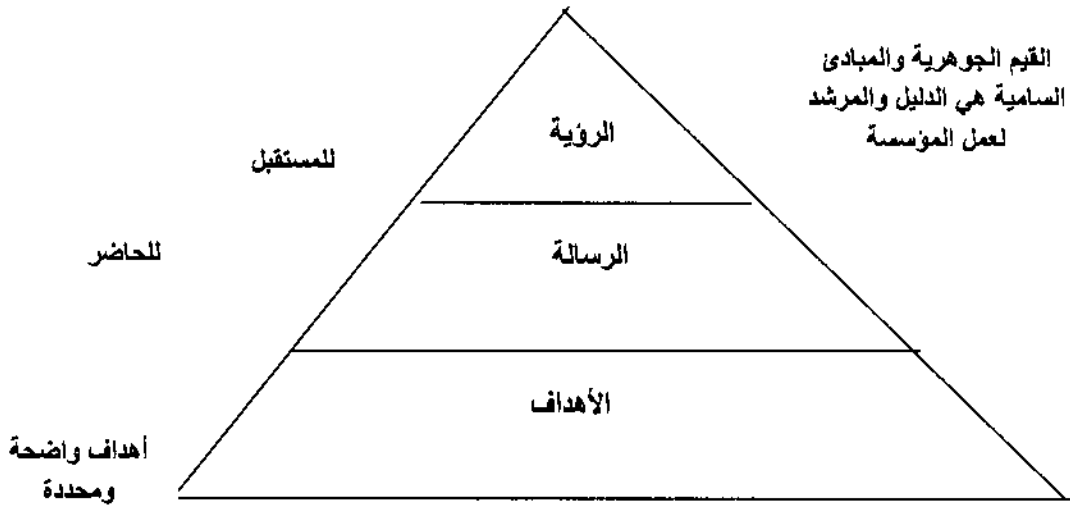 القيم الجوهرية والمبادئ
السامية هي الدليل والمرشد
لعمل المؤسسة
الرؤية
للمستقبل
الرسالة
للحاضر
الأهداف
أهداف واضحة
ومحددة